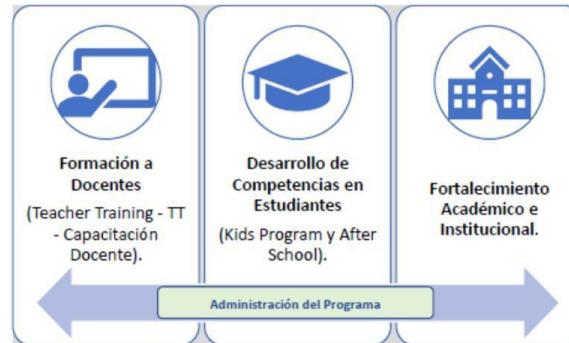 Formación a
Docentes
(Teacher Training - TT
- Capacitación
Docente).
Desarrollo de
Competencias en
Estudiantes
(Kids Program y After
School).
Fortalecimiento
Académico e
Institucional.
Administración del Programa